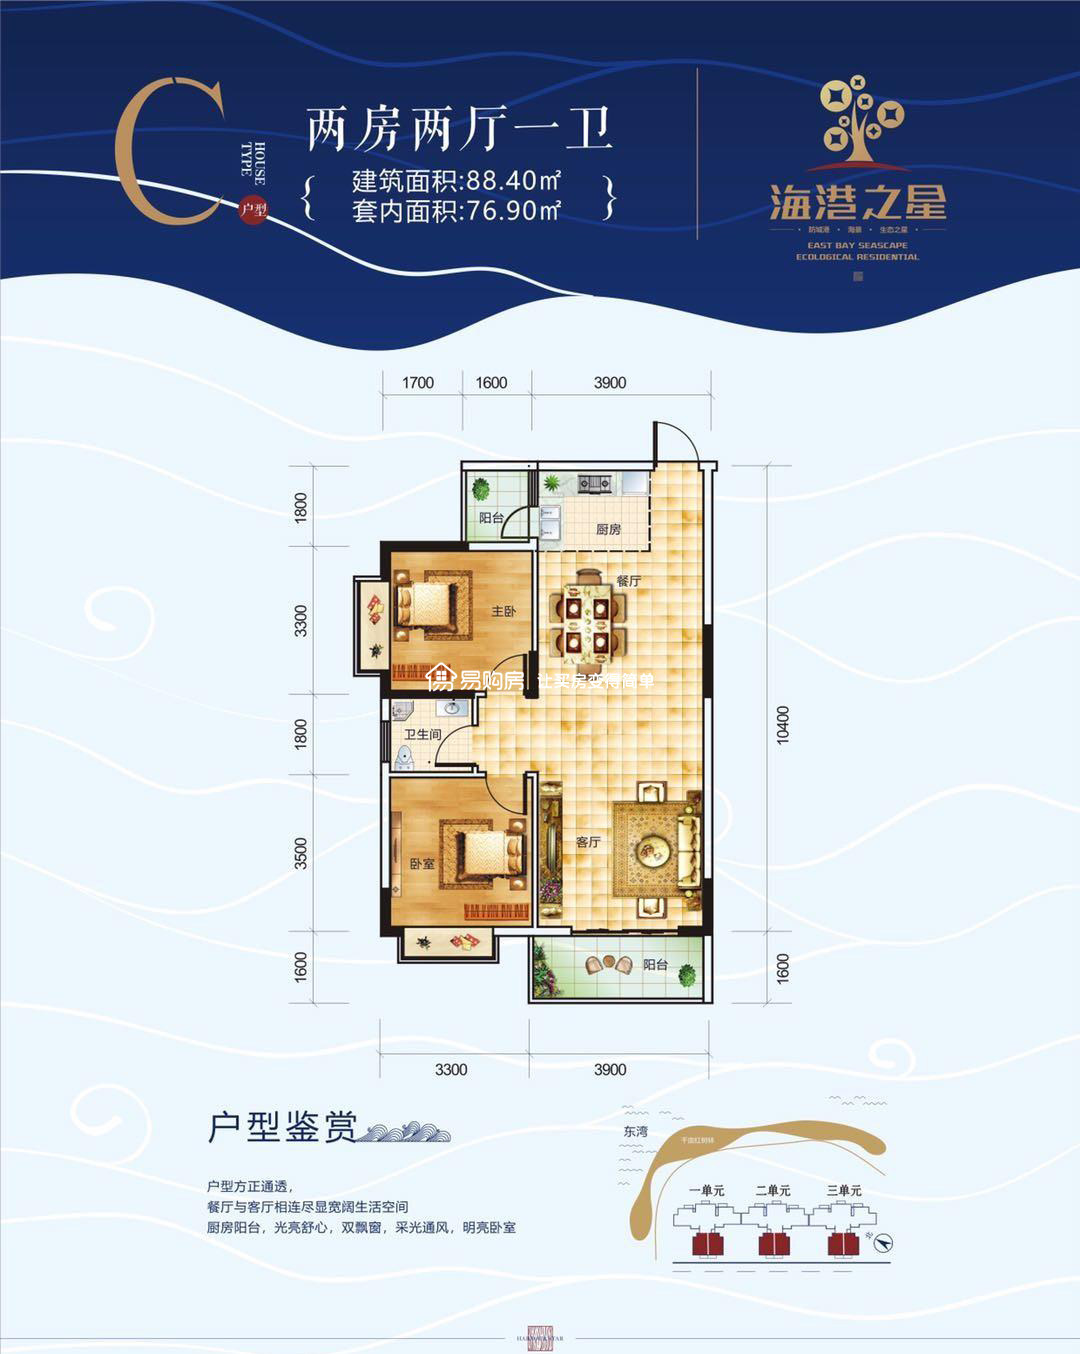 C
HOUSE
TYPE
户型
两房两厅一卫
建筑面积:88.40㎡
套内面积:76.90㎡
海港之星
防城港 · 海景 · 生态之星
EAST BAY SEASCAPE
ECOLOGICAL RESIDENTIAL
1700
1600
3900
1800
3300
1800
3500
1600
10400
1600
阳台
厨房
餐厅
主卧
易购房 让买房变得简单
卫生间
客厅
卧室
阳台
3300
3900
户型鉴赏
户型方正通透，
餐厅与客厅相连尽显宽阔生活空间
厨房阳台，光亮舒心，双飘窗，采光通风，明亮卧室
东湾
千亩红树林
一单元
二单元
三单元
北